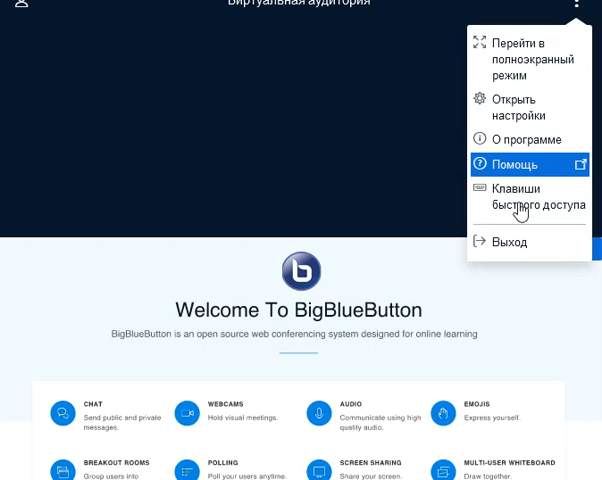 Виртуальная аудитория
Перейти в
полноэкранный
режим
Открыть
настройки
О программе
Помощь
Клавиши
быстрого доступа
Выход
Welcome To BigBlueButton
BigBlueButton is an open source web conferencing system designed for online learning
CHAT
Send public and private
messages.
WEBCAMS
Hold visual meetings.
AUDIO
Communicate using high
quality audio.
EMOJIS
Express yourself.
BREAKOUT ROOMS
Group users into
POLLING
Poll your users anytime.
SCREEN SHARING
Share your screen.
MULTI-USER WHITEBOARD
Draw together.